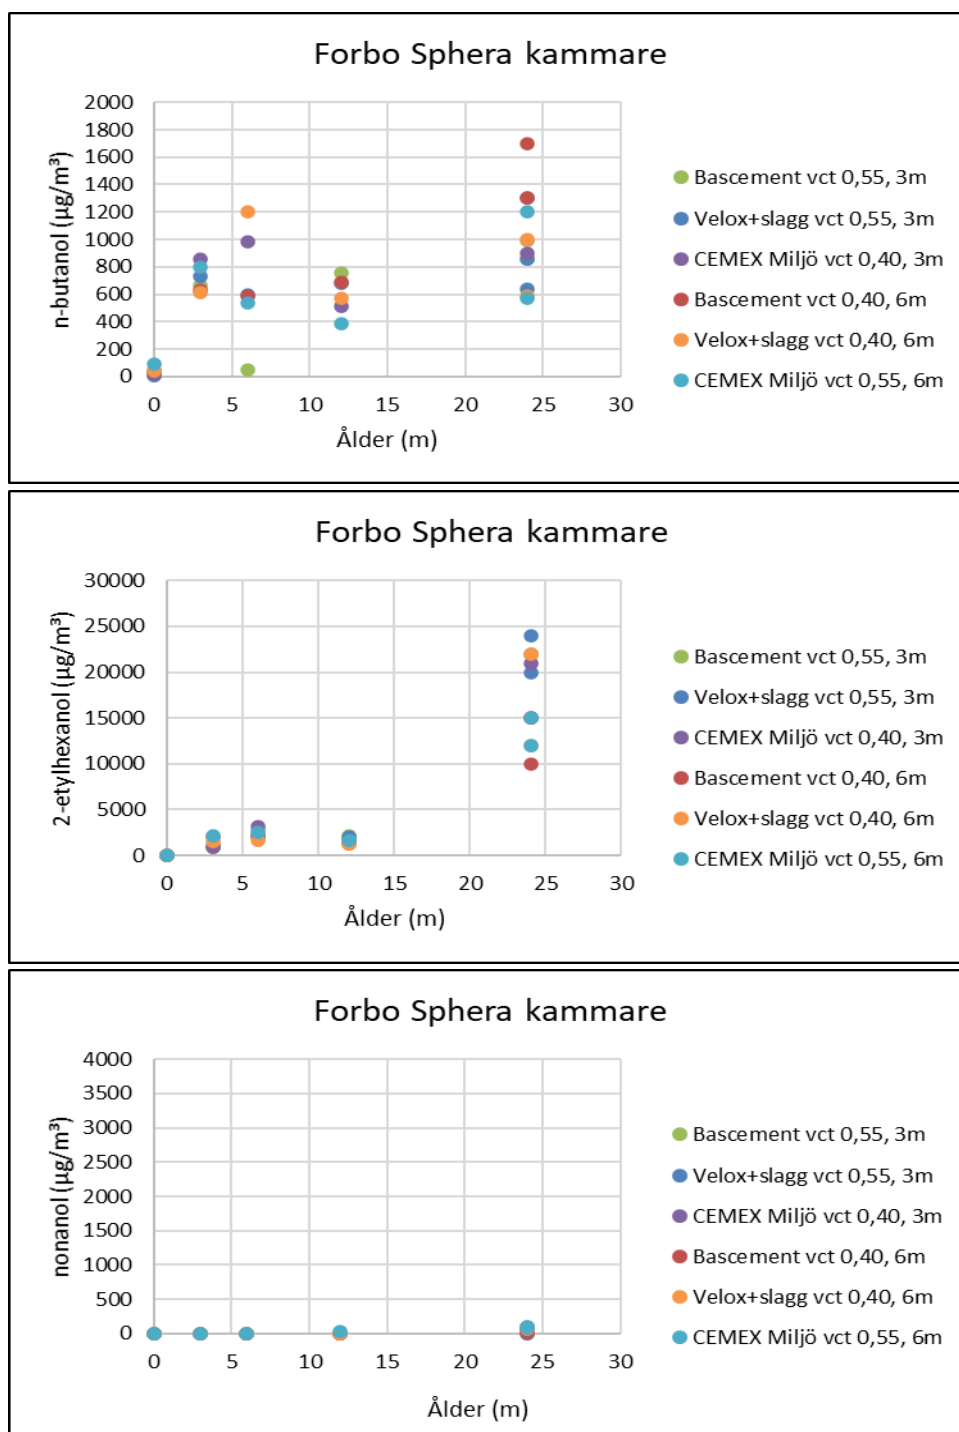 Forbo Sphera kammare
n-butanol (µg/m³)
2000
1800
1600
1400
1200
1000
800
600
400
200
0
0 5 10 15 20 25 30
Ålder (m)
Bascement vct 0,55, 3m
Velox+slagg vct 0,55, 3m
CEMEX Miljö vct 0,40, 3m
Bascement vct 0,40, 6m
Velox+slagg vct 0,40, 6m
CEMEX Miljö vct 0,55, 6m
Forbo Sphera kammare
2-etylhexanol (µg/m³)
30000
25000
20000
15000
10000
5000
0
0 5 10 15 20 25 30
Ålder (m)
Bascement vct 0,55, 3m
Velox+slagg vct 0,55, 3m
CEMEX Miljö vct 0,40, 3m
Bascement vct 0,40, 6m
Velox+slagg vct 0,40, 6m
CEMEX Miljö vct 0,55, 6m
Forbo Sphera kammare
nonanol (µg/m³)
4000
3500
3000
2500
2000
1500
1000
500
0
0 5 10 15 20 25 30
Ålder (m)
Bascement vct 0,55, 3m
Velox+slagg vct 0,55, 3m
CEMEX Miljö vct 0,40, 3m
Bascement vct 0,40, 6m
Velox+slagg vct 0,40, 6m
CEMEX Miljö vct 0,55, 6m